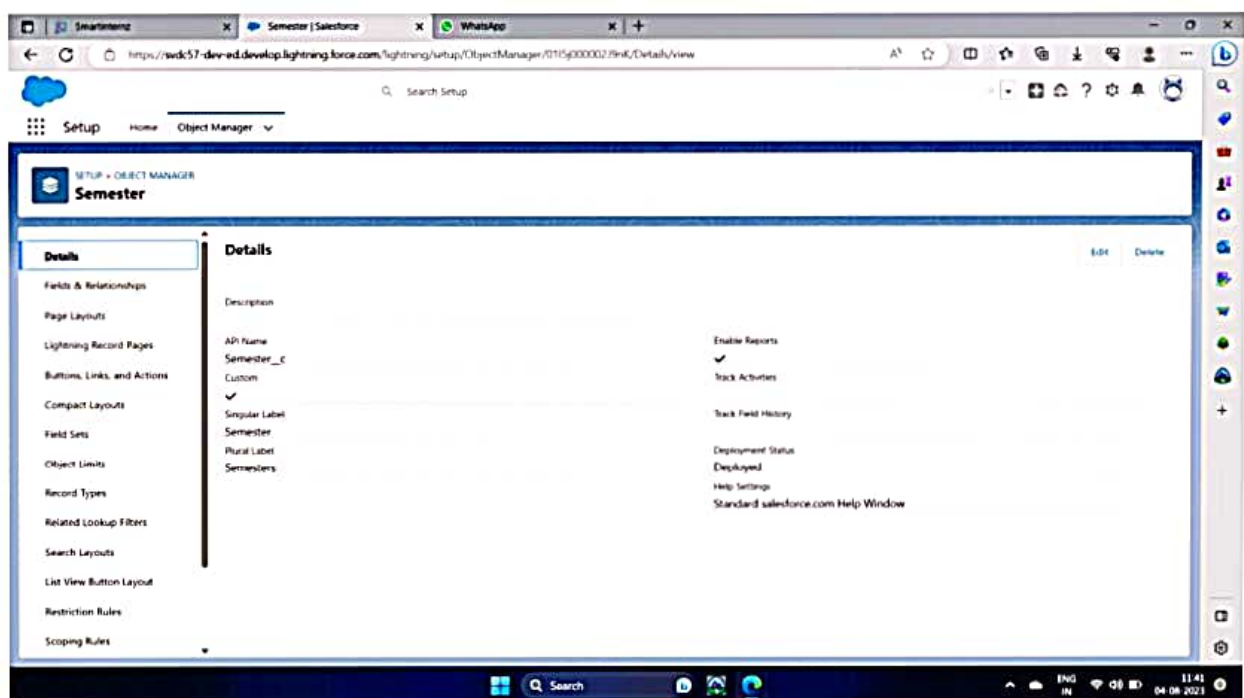 Smartinternz
Semester | Salesforce
WhatsApp
https://svdc57-dev-ed.develop.lightning.force.com/lightning/setup/ObjectManager/
/Details/view
Search Setup
Setup
Home
Object Manager
SETUP > OBJECT MANAGER
Semester
Details
Fields & Relationships
Page Layouts
Lightning Record Pages
Buttons, Links, and Actions
Compact Layouts
Field Sets
Object Limits
Record Types
Related Lookup Filters
Search Layouts
List View Button Layout
Restriction Rules
Scoping Rules
Details
Edit
Delete
Description
API Name
Semester__c
Custom
Singular Label
Semester
Plural Label
Semesters
Enable Reports
Track Activities
Track Field History
Deployment Status
Deployed
Help Settings
Standard salesforce.com Help Window
Search
ENG
IN
11:41
04-08-2023